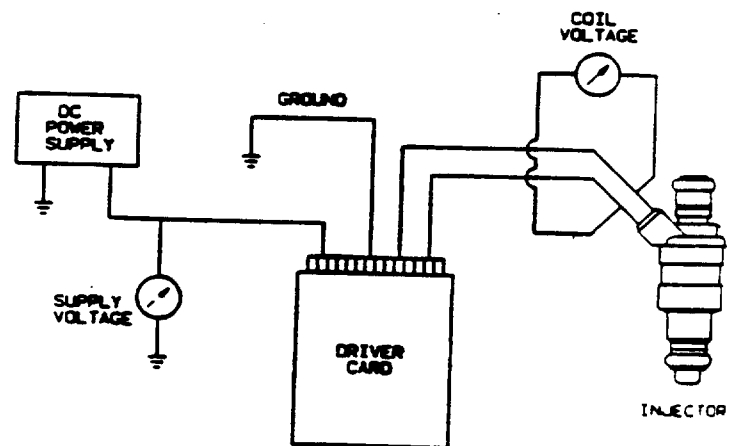 COIL
VOLTAGE
DC
POWER
SUPPLY
GROUND
SUPPLY
VOLTAGE
DRIVER
CARD
INJECTOR